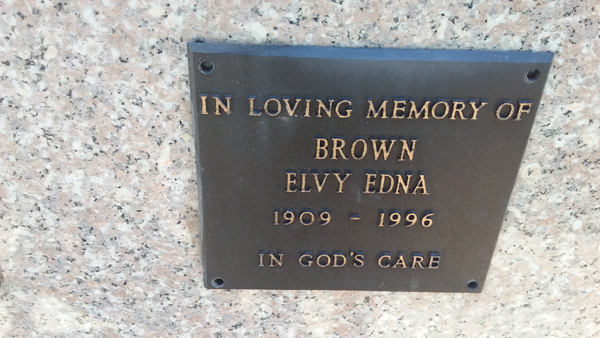 IN LOVING MEMORY OF
BROWN
ELVY EDNA
1909 - 1996
IN GOD'S CARE